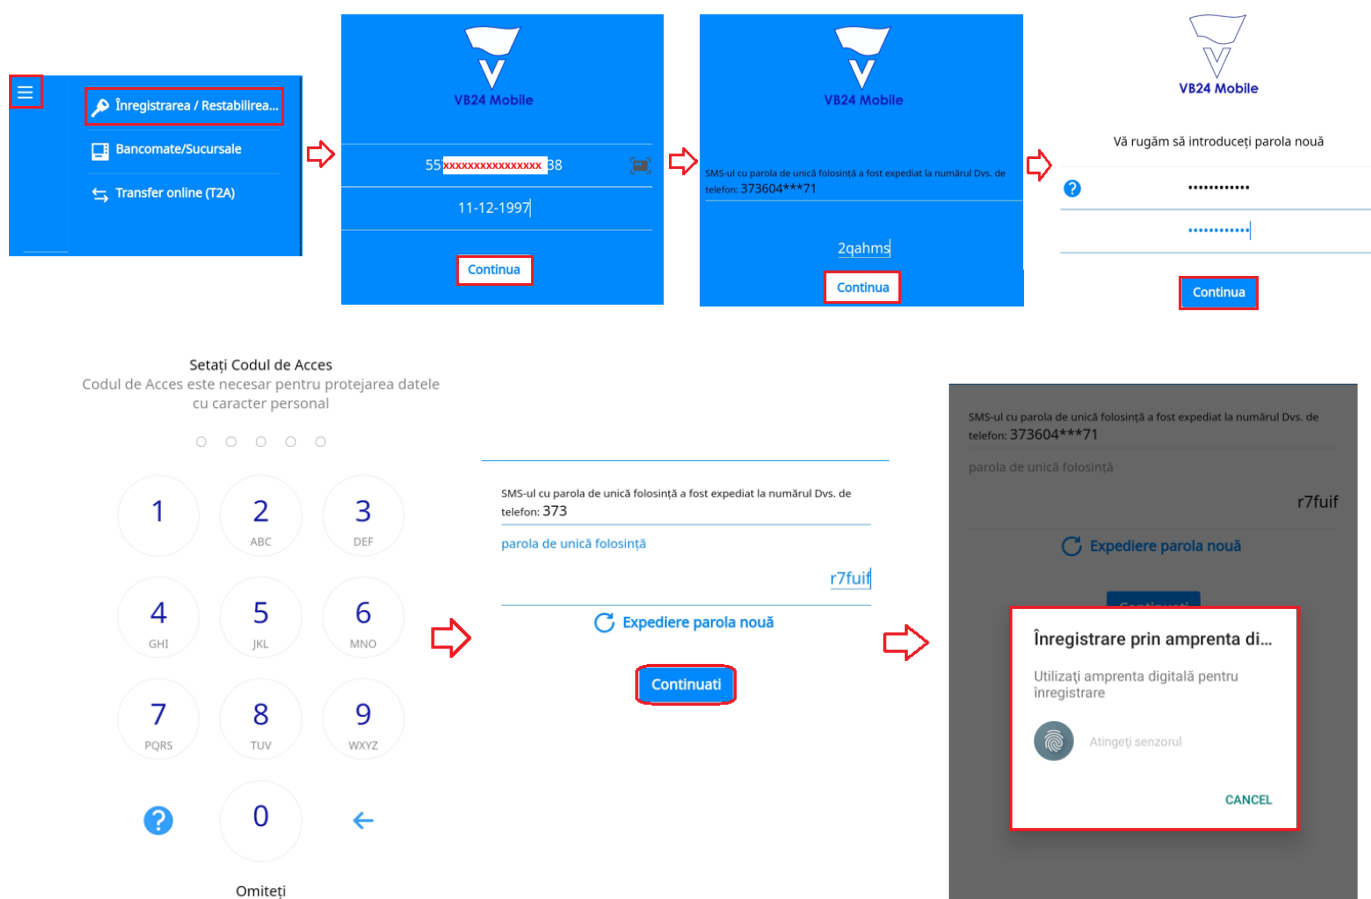 Înregistrarea / Restabilirea...
Bancomate/Sucursale
Transfer online (T2A)
VB24 Mobile
55xxxxxxxxxxxxxxxx38
11-12-1997
Continua
VB24 Mobile
SMS-ul cu parola de unică folosință a fost expediat la numărul Dvs. de
telefon: 373604***71
2qahms
Continua
VB24 Mobile
Vă rugăm să introduceți parola nouă
••••••••••••
••••••••••••
Continua
Setați Codul de Acces
Codul de Acces este necesar pentru protejarea datele
cu caracter personal
1
2
ABC
3
DEF
4
GHI
5
JKL
6
MNO
7
PQRS
8
TUV
9
WXYZ
?
0
Omiteți
SMS-ul cu parola de unică folosință a fost expediat la numărul Dvs. de
telefon: 373
parola de unică folosință
r7fuif
Expediere parola nouă
Continuati
SMS-ul cu parola de unică folosință a fost expediat la numărul Dvs. de
telefon: 373604***71
parola de unică folosință
r7fuif
Expediere parola nouă
Continuati
Înregistrare prin amprenta di...
Utilizaţi amprenta digitală pentru
înregistrare
Atingeţi senzorul
CANCEL